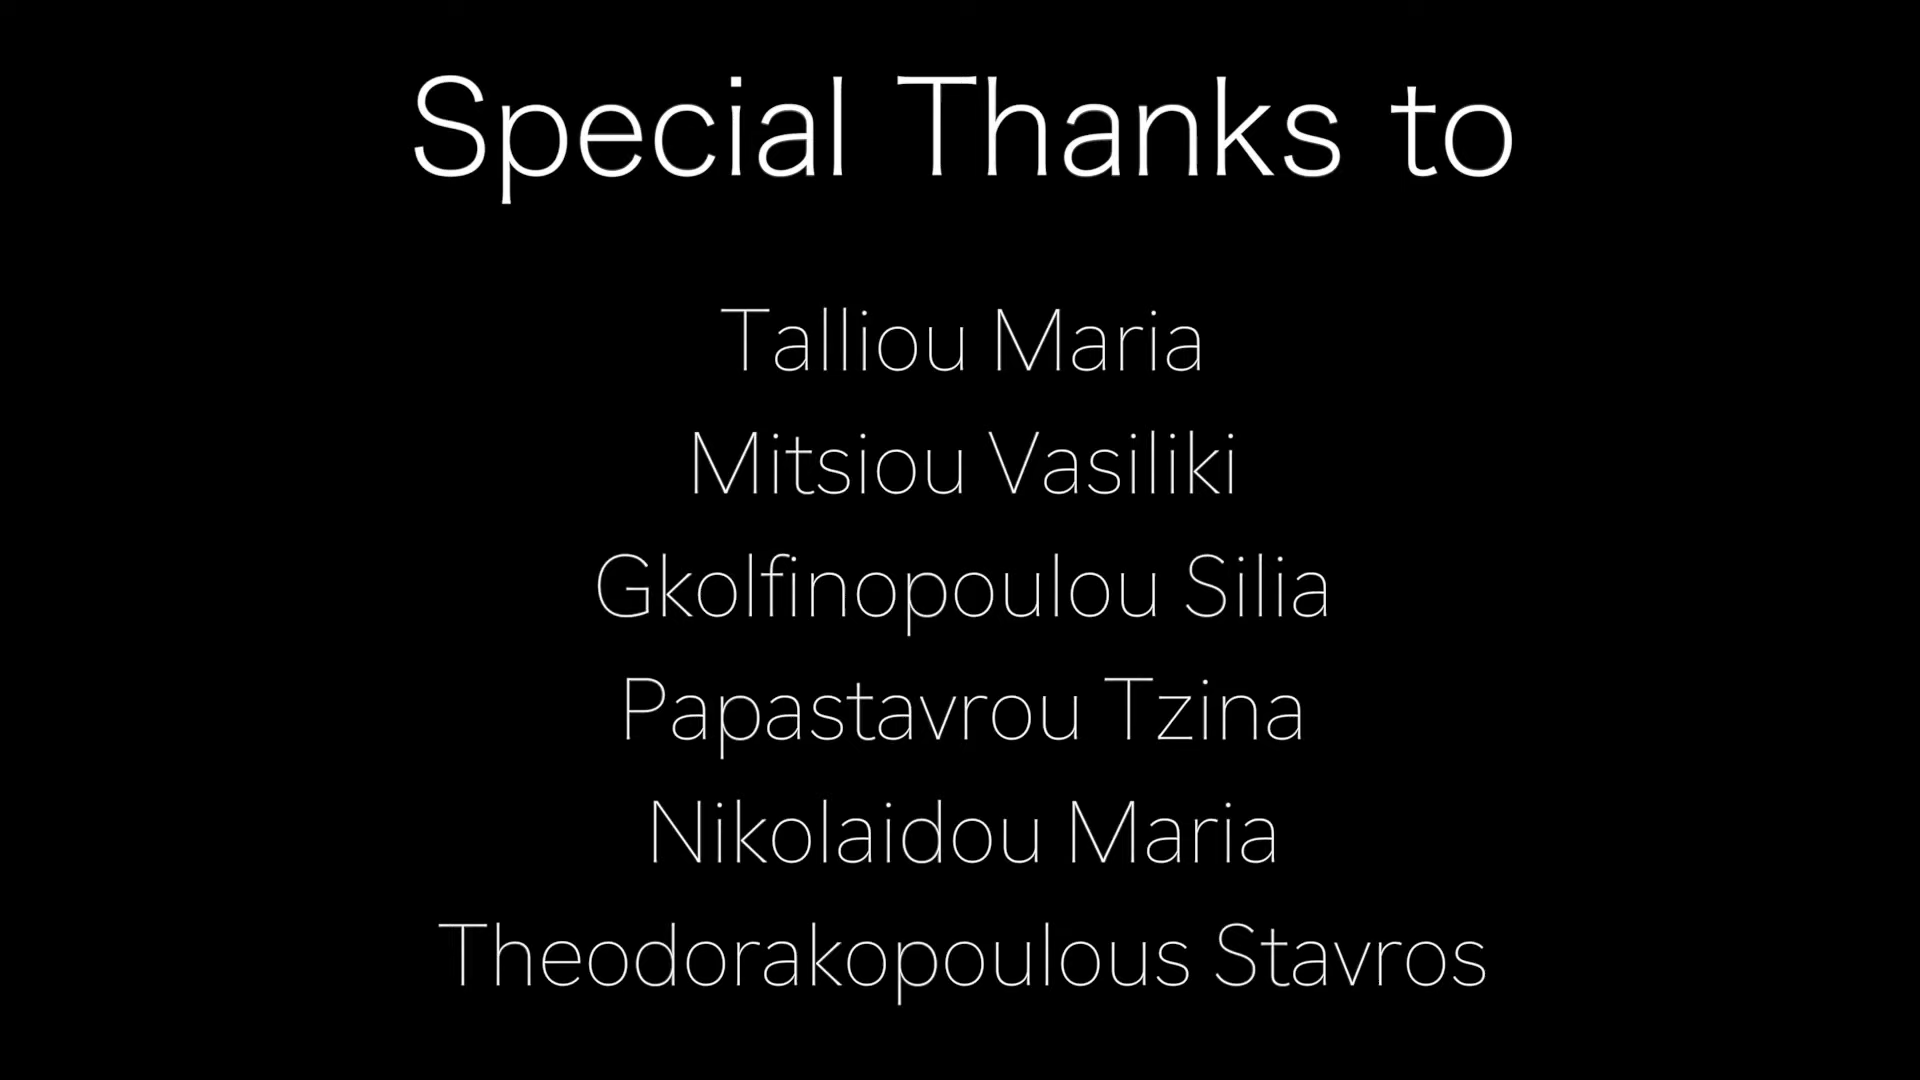 Special Thanks to
Talliou Maria
Mitsiou Vasiliki
Gkolfinopoulou Silia
Papastavrou Tzina
Nikolaidou Maria
Theodorakopoulous Stavros